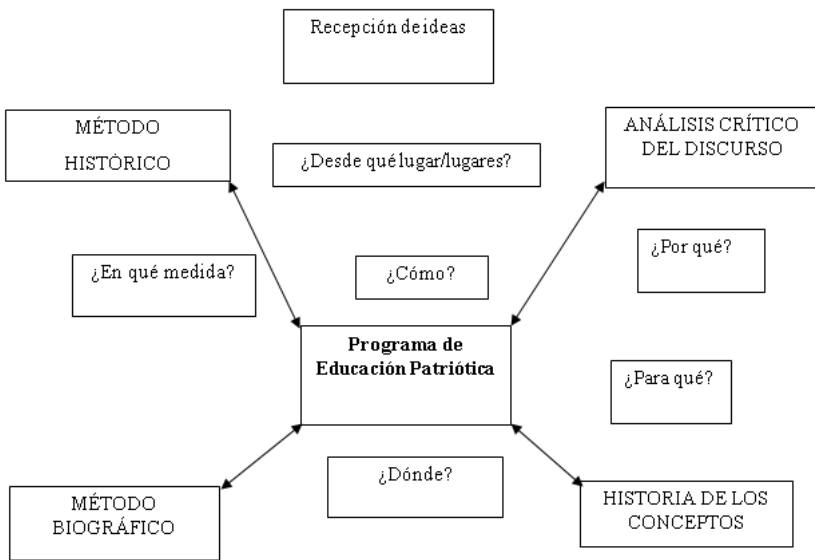 Recepción de ideas
MÉTODO
HISTÓRICO
¿Desde qué lugar/lugares?
ANÁLISIS CRÍTICO
DEL DISCURSO
¿En qué medida?
¿Cómo?
¿Por qué?
Programa de
Educación Patriótica
¿Para qué?
¿Dónde?
MÉTODO
BIOGRÁFICO
HISTORIA DE LOS
CONCEPTOS